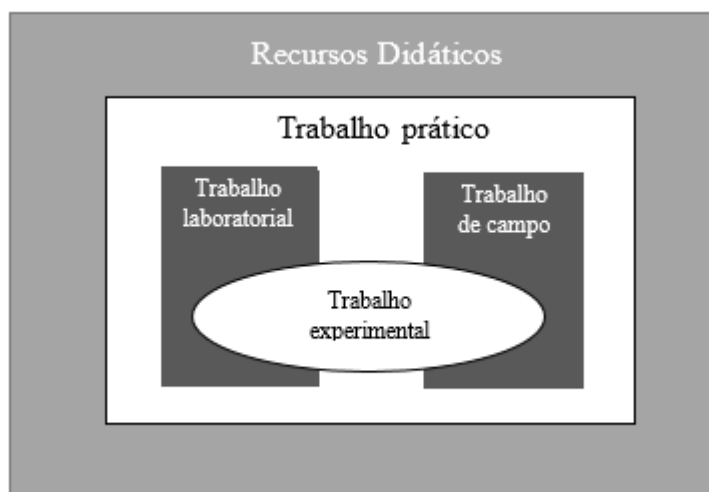 Recursos Didáticos
Trabalho prático
Trabalho
laboratorial
Trabalho
de campo
Trabalho
experimental